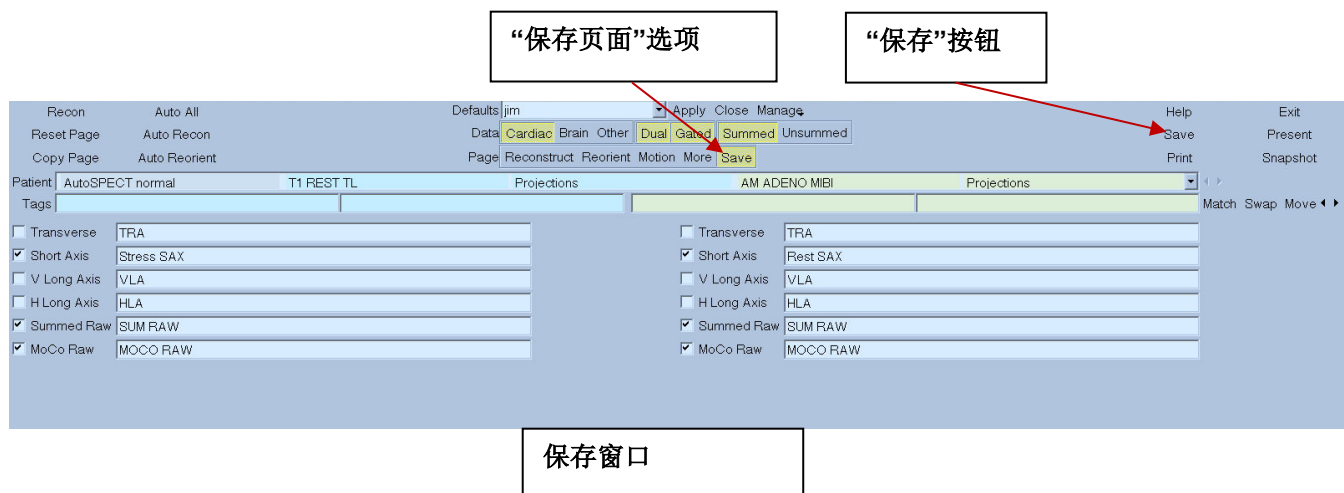 “保存页面”选项 “保存”按钮
Recon Auto All Defaults jim Apply Close Manage Help Exit
Reset Page Auto Recon Data Cardiac Brain Other Dual Gated Summed Unsummed Save Present
Copy Page Auto Reorient Page Reconstruct Reorient Motion More Save Print Snapshot
Patient AutoSPECT normal T1 REST TL Projections AM ADENO MIBI Projections
Tags Match Swap Move
Transverse TRA Transverse TRA
Short Axis Stress SAX Short Axis Rest SAX
V Long Axis VLA V Long Axis VLA
H Long Axis HLA H Long Axis HLA
Summed Raw SUM RAW Summed Raw SUM RAW
MoCo Raw MOCO RAW MoCo Raw MOCO RAW
保存窗口